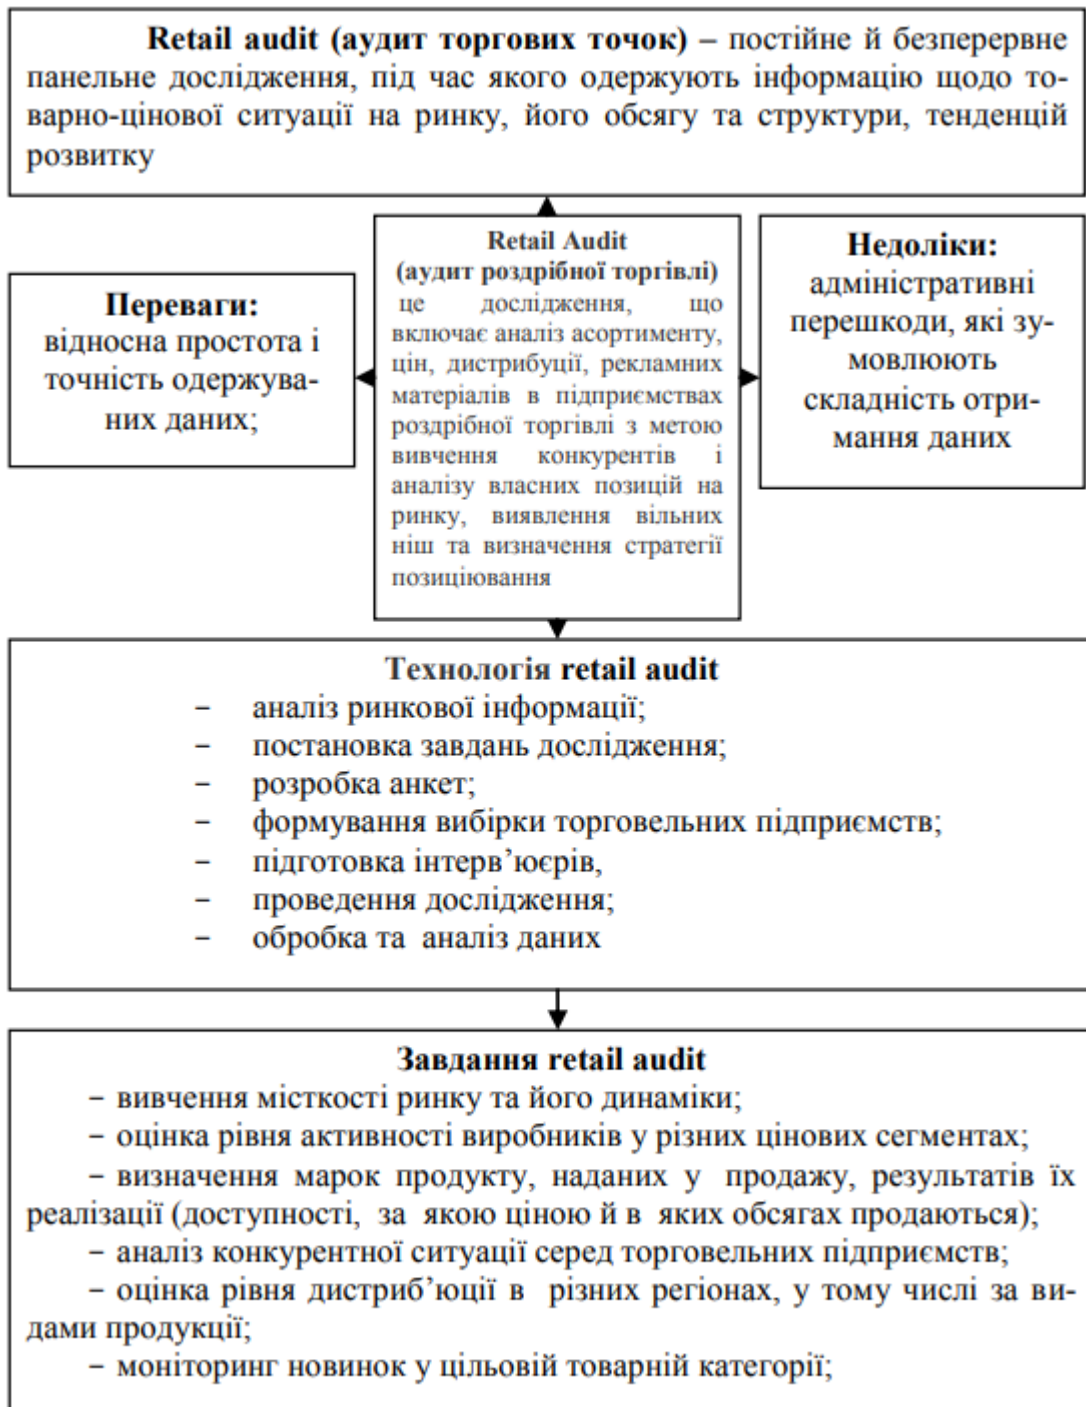 Retail audit (аудит торгових точок) – постійне й безперервне
панельне дослідження, під час якого одержують інформацію щодо то-
варно-цінової ситуації на ринку, його обсягу та структури, тенденцій
розвитку
Переваги:
відносна простота і
точність одержува-
них даних;
Retail Audit
(аудит роздрібної торгівлі)
це дослідження, що
включає аналіз асортименту,
цін, дистрибуції, рекламних
матеріалів в підприємствах
роздрібної торгівлі з метою
вивчення конкурентів і
аналізу власних позицій на
ринку, виявлення вільних
ніш та визначення стратегії
позиціювання
Недоліки:
адміністративні
перешкоди, які зу-
мовлюють
складність отри-
мання даних
Технологія retail audit
– аналіз ринкової інформації;
– постановка завдань дослідження;
– розробка анкет;
– формування вибірки торговельних підприємств;
– підготовка інтерв’юєрів,
– проведення дослідження;
– обробка та аналіз даних
Завдання retail audit
– вивчення місткості ринку та його динаміки;
– оцінка рівня активності виробників у різних цінових сегментах;
– визначення марок продукту, наданих у продажу, результатів їх
реалізації (доступності, за якою ціною й в яких обсягах продаються);
– аналіз конкурентної ситуації серед торговельних підприємств;
– оцінка рівня дистриб’юції в різних регіонах, у тому числі за ви-
дами продукції;
– моніторинг новинок у цільовій товарній категорії;